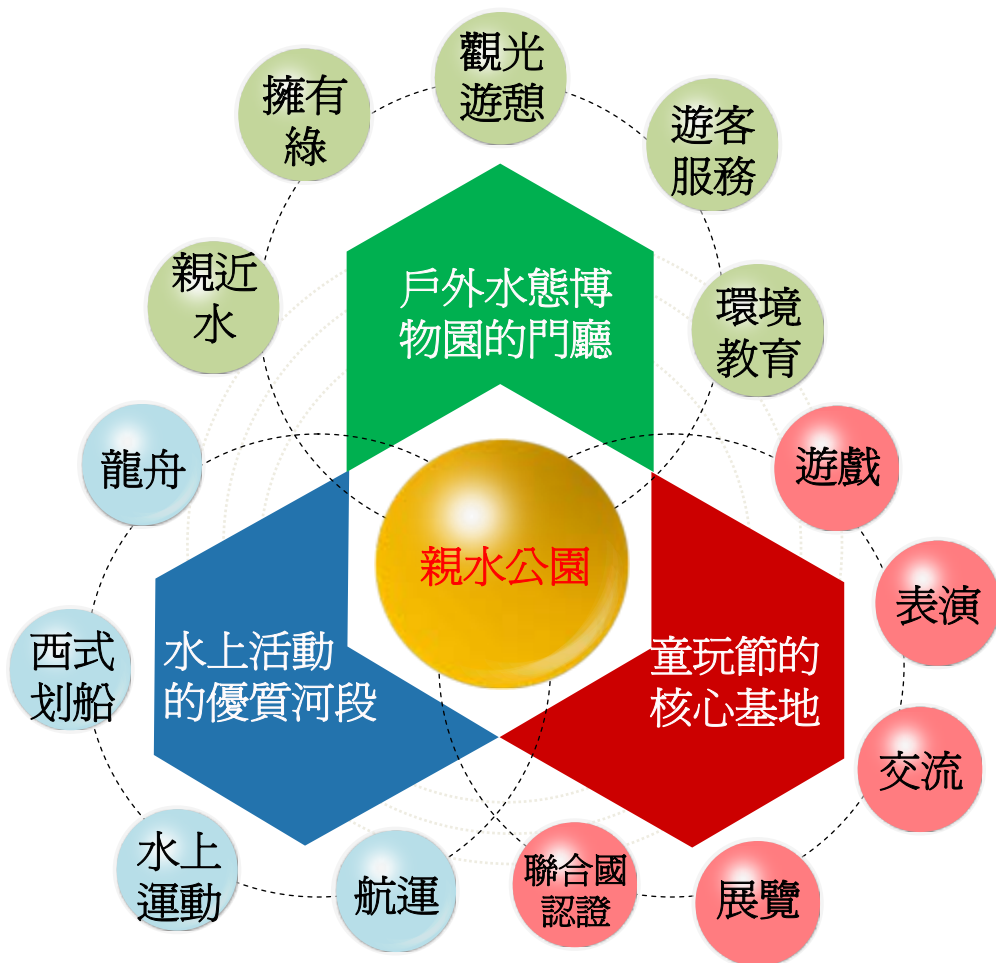 觀光
遊憩
擁有
綠
遊客
服務
親近
水
環境
教育
戶外水態博
物園的門廳
龍舟
遊戲
親水公園
表演
西式
划船
水上活動
的優質河段
童玩節的
核心基地
交流
水上
運動
航運
聯合國
認證
展覽